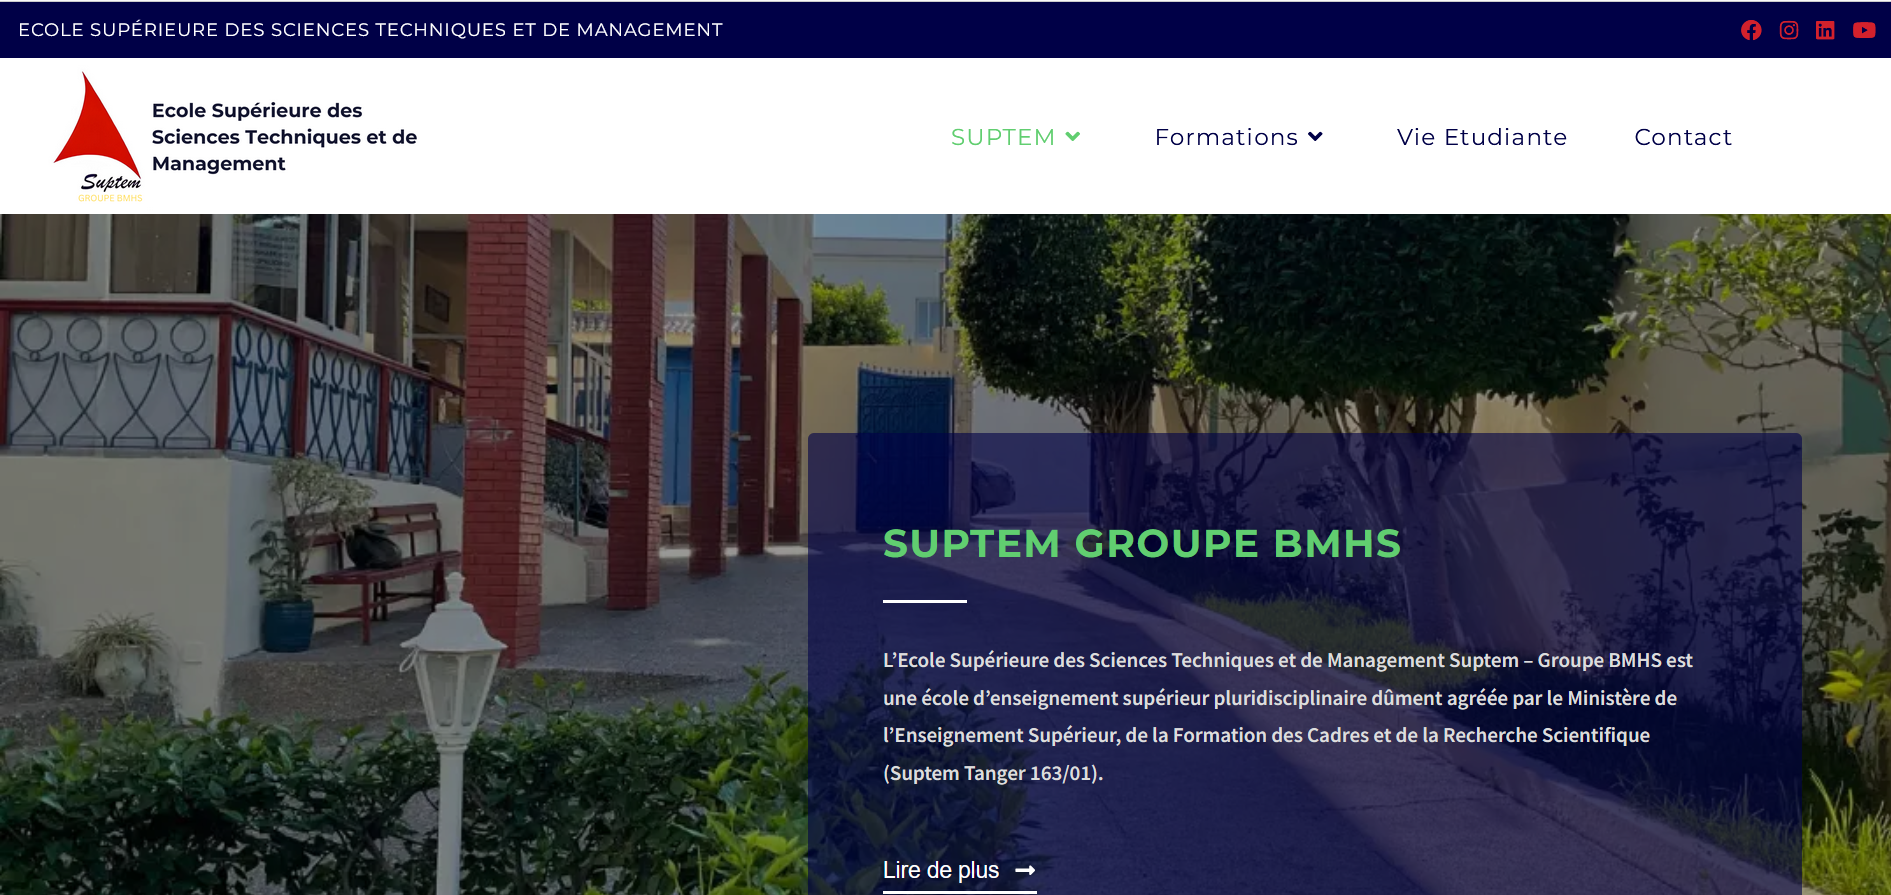 ECOLE SUPÉRIEURE DES SCIENCES TECHNIQUES ET DE MANAGEMENT
Ecole Supérieure des
Sciences Techniques et de
Management
Suptem
GROUPE BMHS
SUPTEM
Formations
Vie Etudiante
Contact
SUPTEM GROUPE BMHS
L’Ecole Supérieure des Sciences Techniques et de Management Suptem – Groupe BMHS est
une école d’enseignement supérieur pluridisciplinaire dûment agréée par le Ministère de
l’Enseignement Supérieur, de la Formation des Cadres et de la Recherche Scientifique
(Suptem Tanger 163/01).
Lire de plus